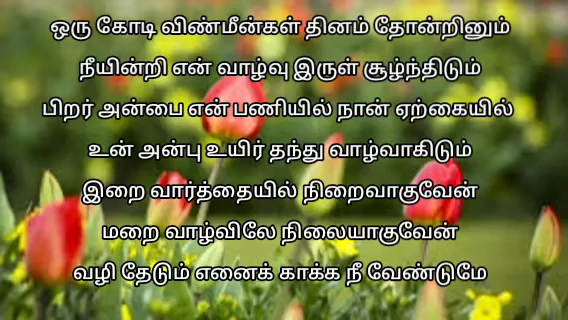 ஒரு கோடி விண்மீன்கள் தினம் தோன்றினும்
நீயின்றி என் வாழ்வு இருள் சூழ்ந்திடும்
பிறர் அன்பை என் பணியில் நான் ஏற்கையில்
உன் அன்பு உயிர் தந்து வாழ்வாகிடும்
இறை வார்த்தையில் நிறைவாகுவேன்
மறை வாழ்விலே நிலையாகுவேன்
வழி தேடும் எனைக் காக்க நீ வேண்டுமே